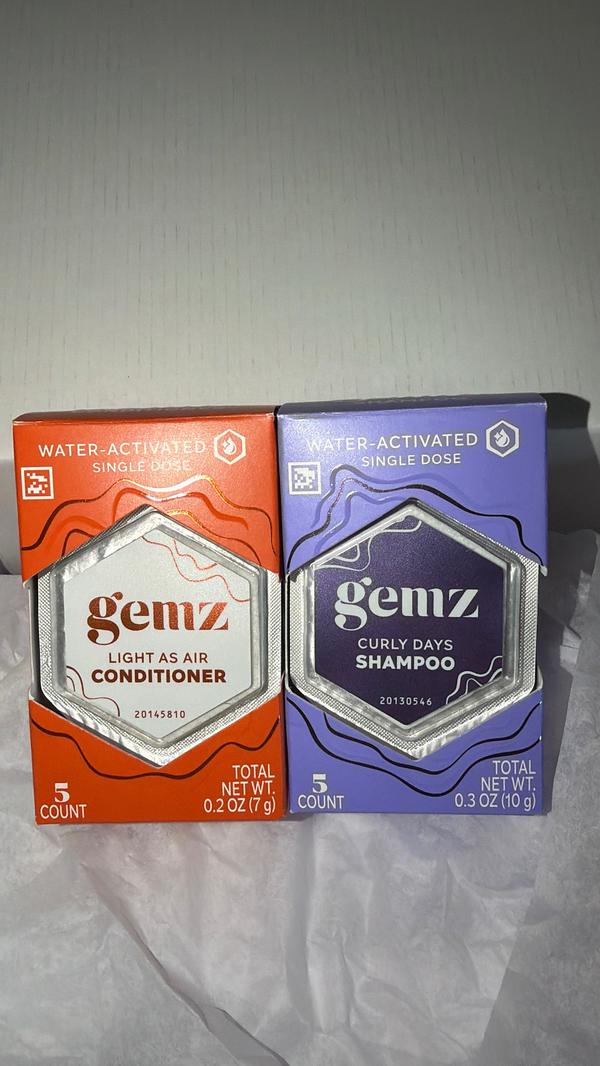 WATER-ACTIVATED
SINGLE DOSE
gemz
LIGHT AS AIR
CONDITIONER
20145810
5
COUNT
TOTAL
NET WT.
0.2 OZ (7 g)
WATER-ACTIVATED
SINGLE DOSE
gemz
CURLY DAYS
SHAMPOO
20130546
5
COUNT
TOTAL
NET WT.
0.3 OZ (10 g)